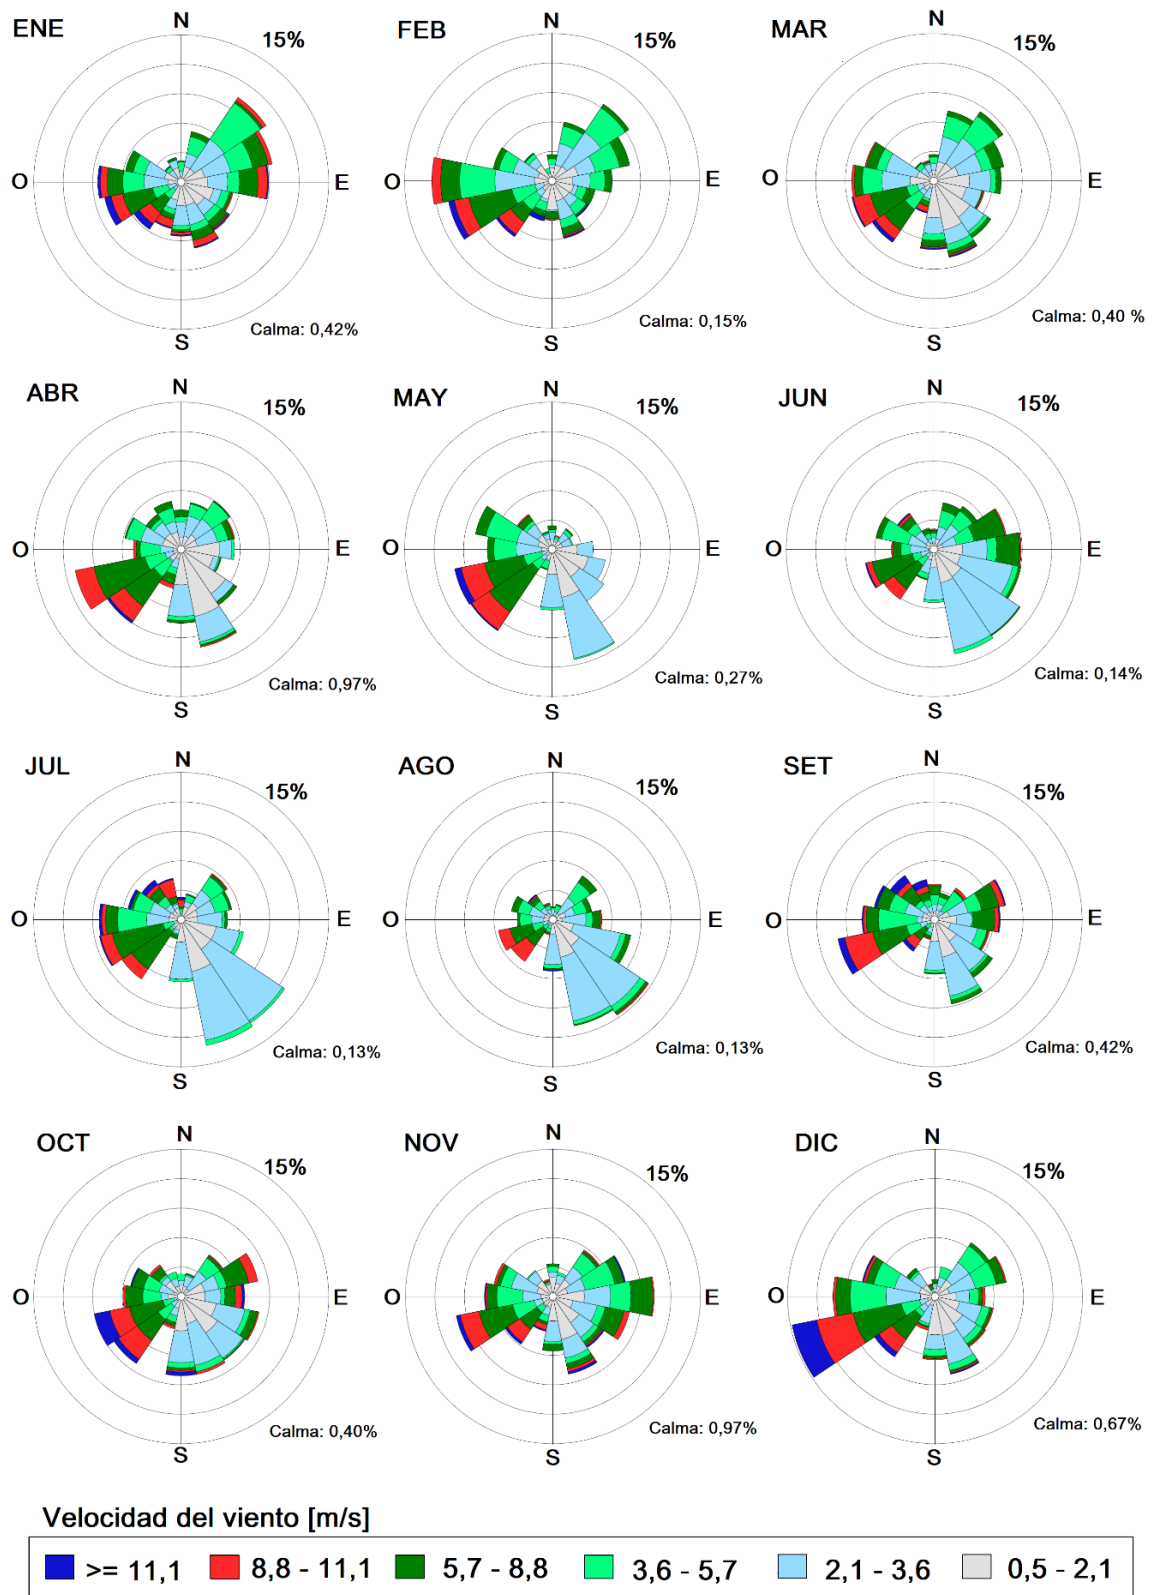 ENE N 15%
O E
Calma: 0,42%
S
FEB N 15%
O E
Calma: 0,15%
S
MAR N 15%
O E
Calma: 0,40 %
S
ABR N 15%
O E
Calma: 0,97%
S
MAY N 15%
O E
Calma: 0,27%
S
JUN N 15%
O E
Calma: 0,14%
S
JUL N 15%
O E
Calma: 0,13%
S
AGO N 15%
O E
Calma: 0,13%
S
SET N 15%
O E
Calma: 0,42%
S
OCT N 15%
O E
Calma: 0,40%
S
NOV N 15%
O E
Calma: 0,97%
S
DIC N 15%
O E
Calma: 0,67%
S
Velocidad del viento [m/s]
>= 11,1 8,8 - 11,1 5,7 - 8,8 3,6 - 5,7 2,1 - 3,6 0,5 - 2,1